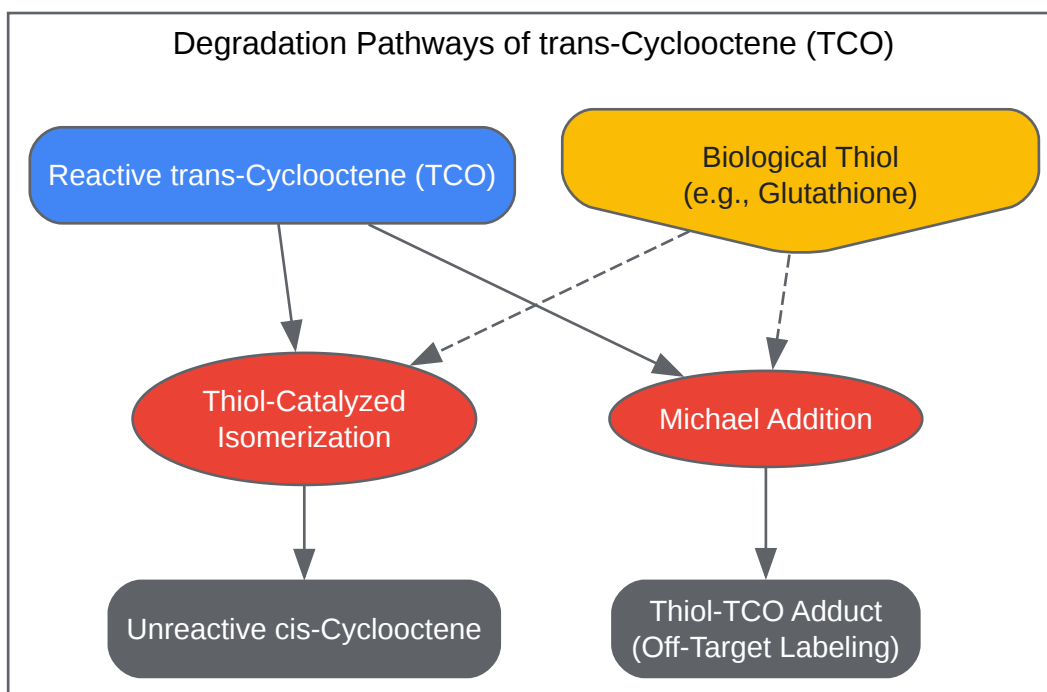 Degradation Pathways of trans-Cyclooctene (TCO)
Reactive trans-Cyclooctene (TCO)
Biological Thiol
(e.g., Glutathione)
Thiol-Catalyzed
Isomerization
Michael Addition
Unreactive cis-Cyclooctene
Thiol-TCO Adduct
(Off-Target Labeling)